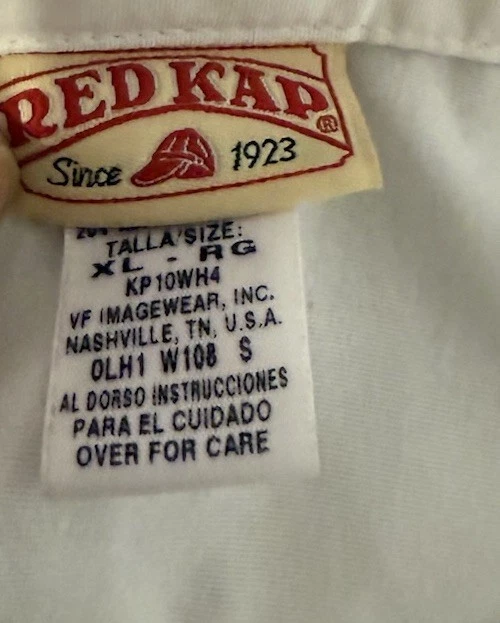 RED KAP®
Since 1923
TALLA/SIZE:
XL - RG
KP10WH4
VF IMAGEWEAR, INC.
NASHVILLE, TN, U.S.A.
OLH1 W108 S
AL DORSO INSTRUCCIONES
PARA EL CUIDADO
OVER FOR CARE